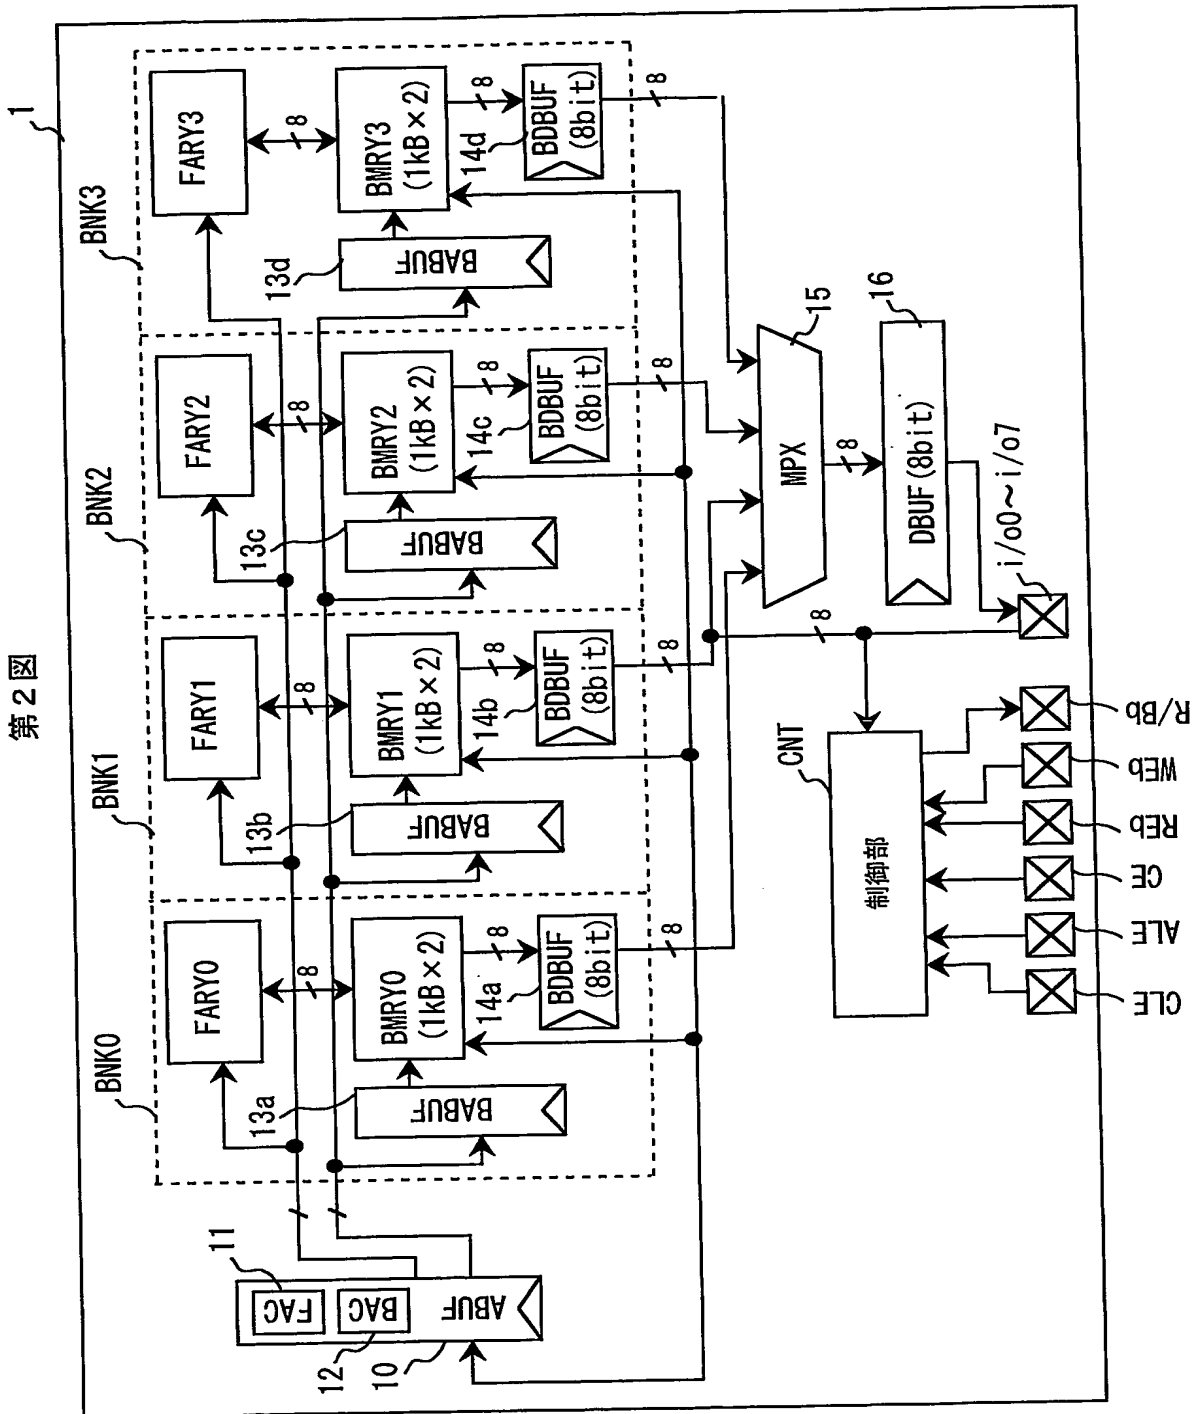 第2図
1
BNK0
BNK1
BNK2
BNK3
FARY0
FARY1
FARY2
FARY3
8
8
8
8
11
FAC
BAC
ABUF
12
10
13a
BABUF
BMRY0
(1kB×2)
13b
BABUF
BMRY1
(1kB×2)
13c
BABUF
BMRY2
(1kB×2)
13d
BABUF
BMRY3
(1kB×2)
8
8
8
8
14a
BDBUF
(8bit)
14b
BDBUF
(8bit)
14c
BDBUF
(8bit)
14d
BDBUF
(8bit)
8
8
8
8
MPX
15
8
8
DBUF(8bit)
16
CNT
制御部
i/o0~i/o7
CLE
ALE
CE
REb
WEb
R/Bb